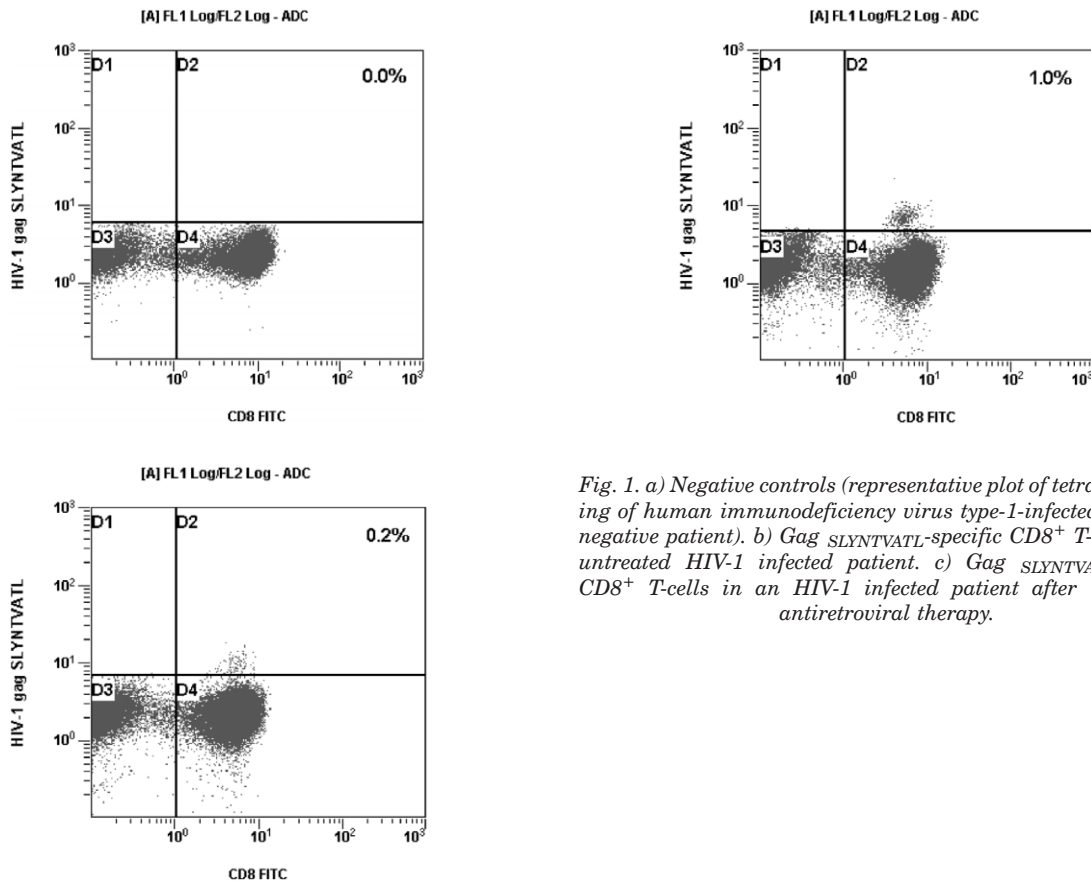 [A] FL1 Log/FL2 Log - ADC
HIV-1 gag SLYNTVATL
10³
10²
10¹
10⁰
D1
D2
0.0%
D3
D4
10⁰ 10¹ 10² 10³
CD8 FITC
[A] FL1 Log/FL2 Log - ADC
HIV-1 gag SLYNTVATL
10³
10²
10¹
10⁰
D1
D2
1.0%
D3
D4
10⁰ 10¹ 10² 10³
CD8 FITC
[A] FL1 Log/FL2 Log - ADC
HIV-1 gag SLYNTVATL
10³
10²
10¹
10⁰
D1
D2
0.2%
D3
D4
10⁰ 10¹ 10² 10³
CD8 FITC
Fig. 1. a) Negative controls (representative plot of tetra
ing of human immunodeficiency virus type-1-infected
negative patient). b) Gag SLYNTVATL-specific CD8⁺ T-
untreated HIV-1 infected patient. c) Gag SLYNTVA
CD8⁺ T-cells in an HIV-1 infected patient after
antiretroviral therapy.